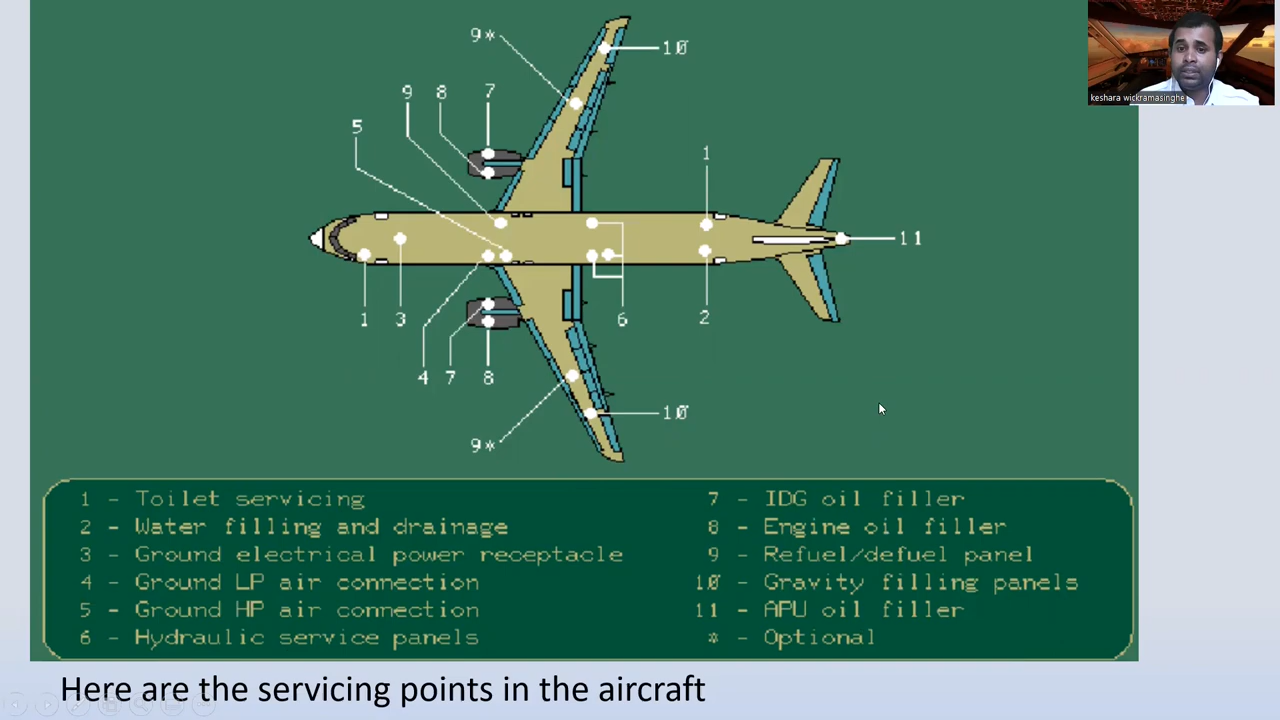 9*
10
9 8 7
5
1
11
1 3
6
2
4 7 8
10
9*
1 - Toilet servicing
2 - Water filling and drainage
3 - Ground electrical power receptacle
4 - Ground LP air connection
5 - Ground HP air connection
6 - Hydraulic service panels
7 - IDG oil filler
8 - Engine oil filler
9 - Refuel/defuel panel
10 - Gravity filling panels
11 - APU oil filler
* - Optional
Here are the servicing points in the aircraft
keshara wickramasinghe